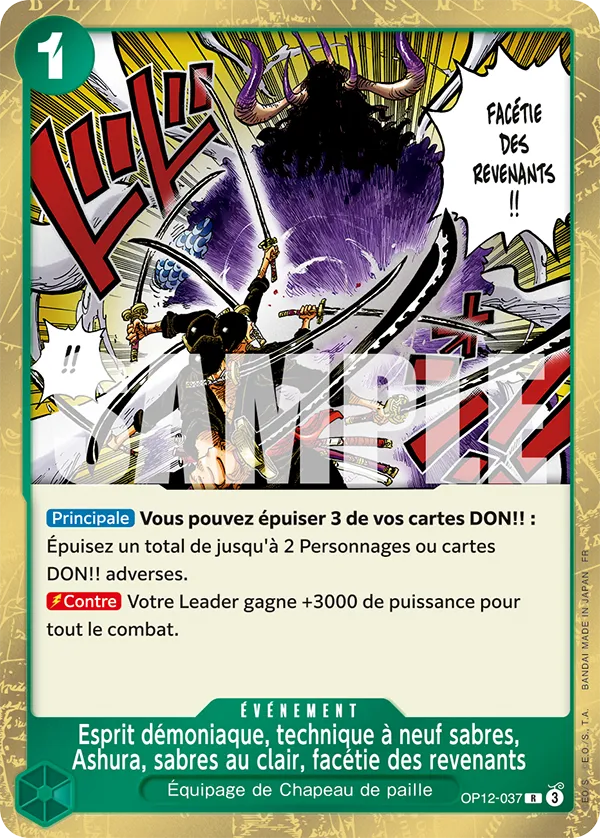 1
FACÉTIE
DES
REVENANTS
!!
ドドドド
!!
SAMPLE
Principale Vous pouvez épuiser 3 de vos cartes DON!! :
Épuisez un total de jusqu'à 2 Personnages ou cartes
DON!! adverses.
Contre Votre Leader gagne +3000 de puissance pour
tout le combat.
ÉVÉNEMENT
Esprit démoniaque, technique à neuf sabres,
Ashura, sabres au clair, facétie des revenants
Équipage de Chapeau de paille
OP12-037 R 3
BANDAI MADE IN JAPAN FR